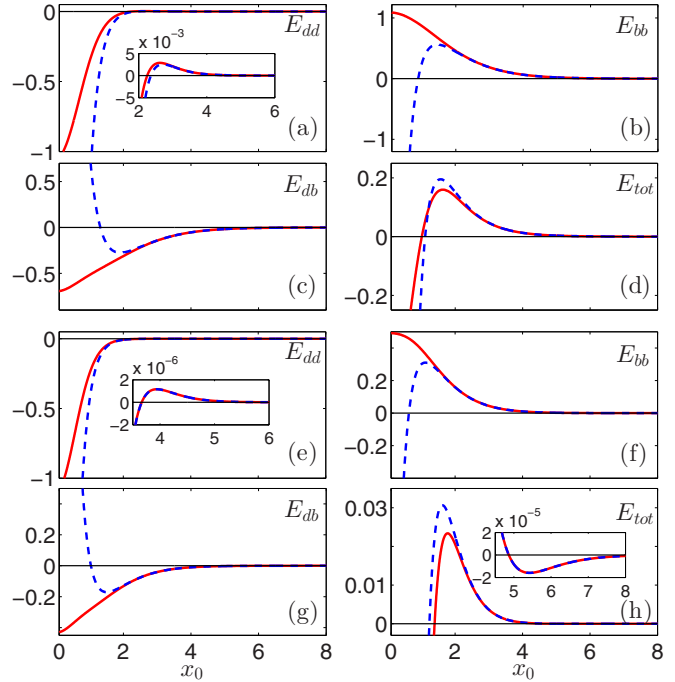 0
−0.5
−1
E_dd
x 10^−3
5
0
−5
2 4 6
(a)
1
0
−1
E_bb
(b)
0.5
0
−0.5
E_db
(c)
0.2
0
−0.2
E_tot
(d)
0
−0.5
−1
E_dd
x 10^−6
2
0
−2
4 5 6
(e)
0.2
0
−0.2
E_bb
(f)
0.2
0
−0.2
0 2 4 6 8
x_0
E_db
(g)
0.03
0.01
0
0 2 4 6 8
x_0
E_tot
x 10^−5
2
0
−2
5 6 7 8
(h)